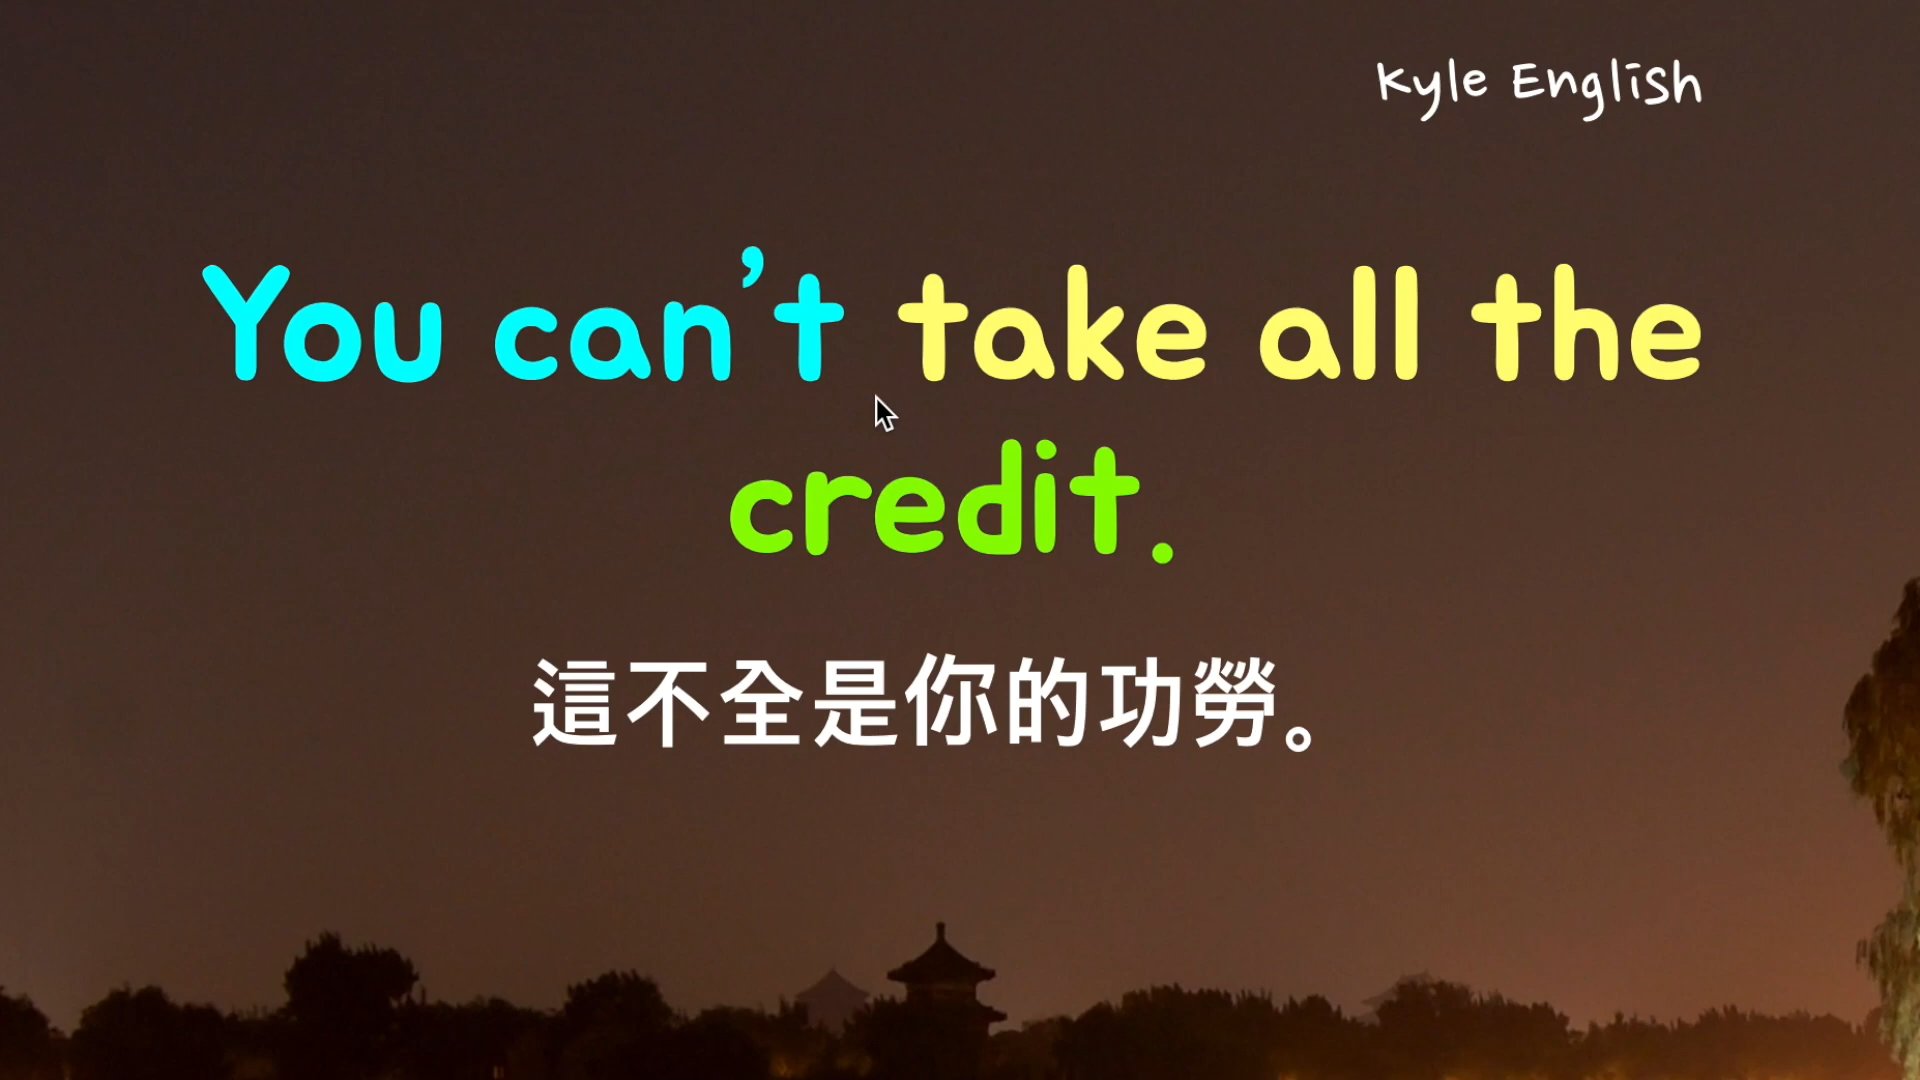 Kyle English
You can't take all the
credit.
這不全是你的功勞。